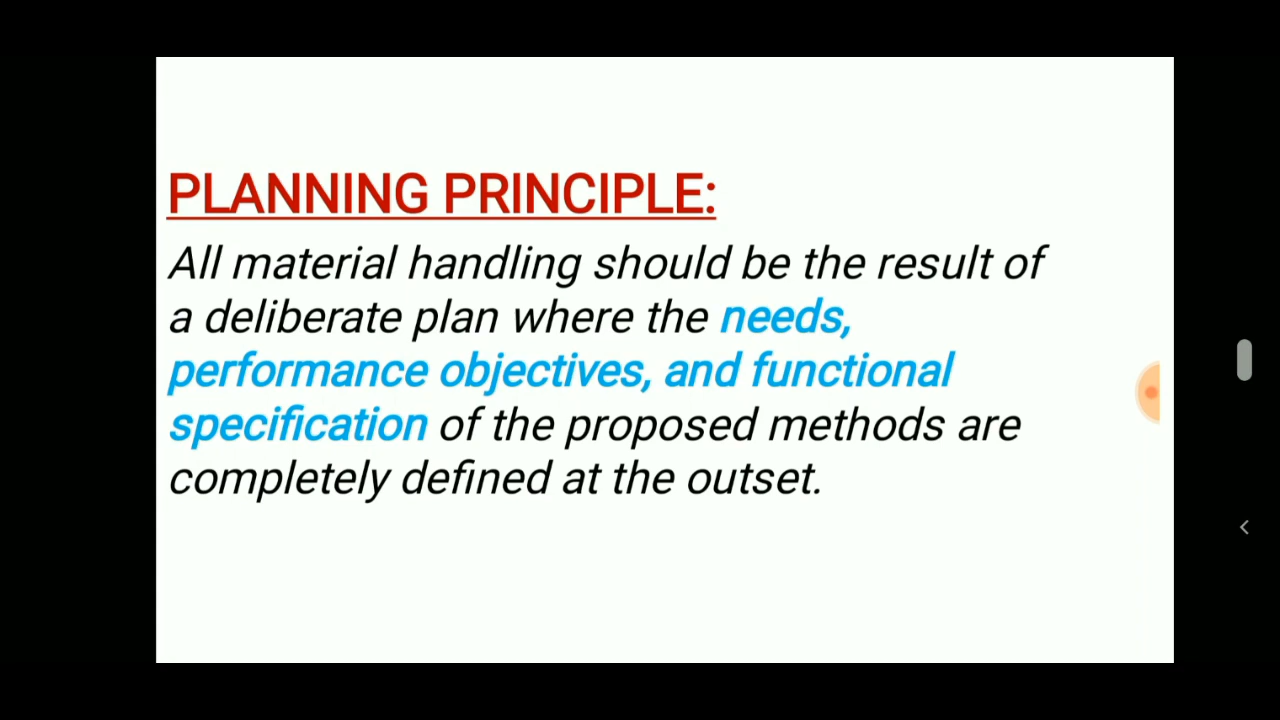 PLANNING PRINCIPLE:
All material handling should be the result of
a deliberate plan where the needs,
performance objectives, and functional
specification of the proposed methods are
completely defined at the outset.